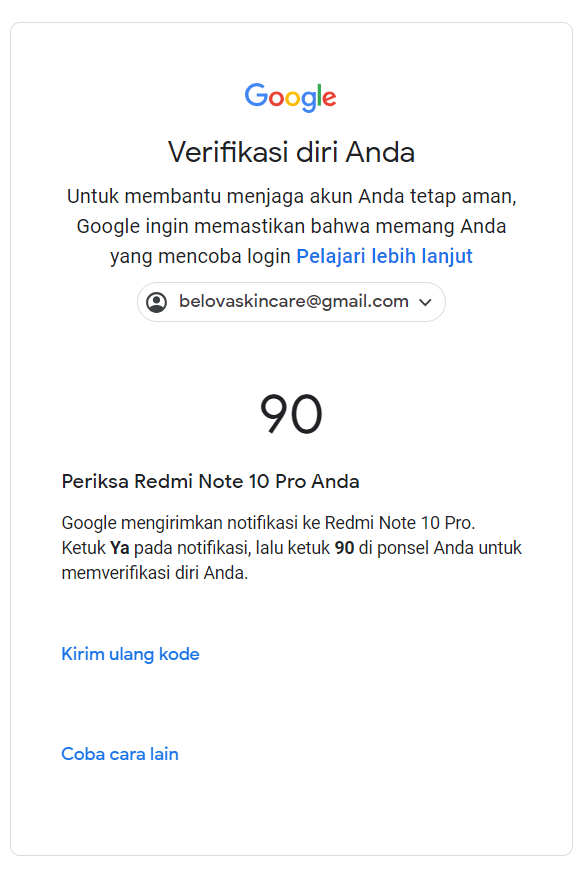 Google
Verifikasi diri Anda
Untuk membantu menjaga akun Anda tetap aman,
Google ingin memastikan bahwa memang Anda
yang mencoba login Pelajari lebih lanjut
belovaskincare@gmail.com
90
Periksa Redmi Note 10 Pro Anda
Google mengirimkan notifikasi ke Redmi Note 10 Pro.
Ketuk Ya pada notifikasi, lalu ketuk 90 di ponsel Anda untuk
memverifikasi diri Anda.
Kirim ulang kode
Coba cara lain